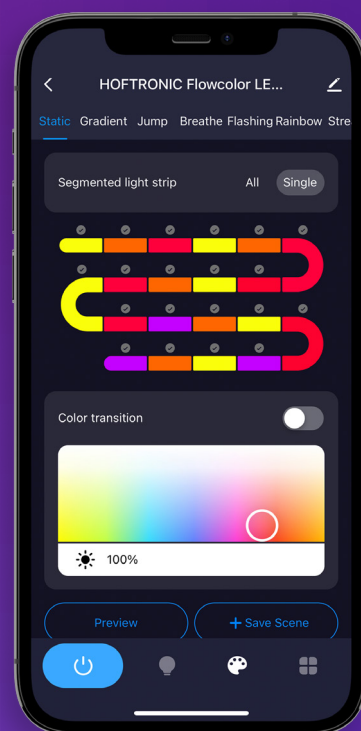 HOFTRONIC Flowcolor LE...
Static Gradient Jump Breathe Flashing Rainbow Stre
Segmented light strip All Single
Color transition
100%
Preview + Save Scene